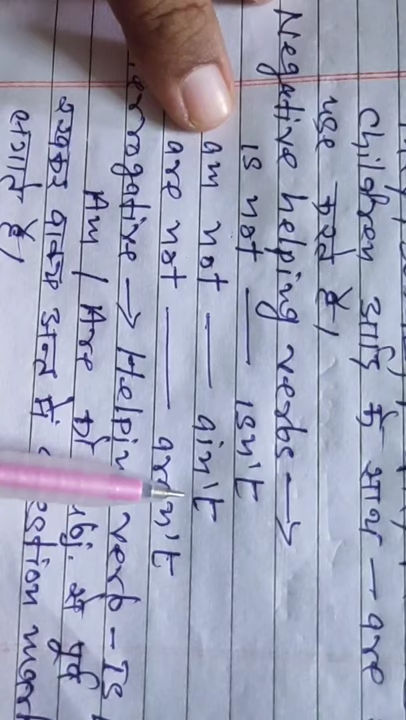 children आदि के साथ — are
use करते हैं।
Negative helping verbs →
is not — isn't
am not — ain't
are not — aren't
→ Helping verb - Is
Am / Are को subj. से पूर्व
रखकर वाक्य अन्त में
लगाते हैं।